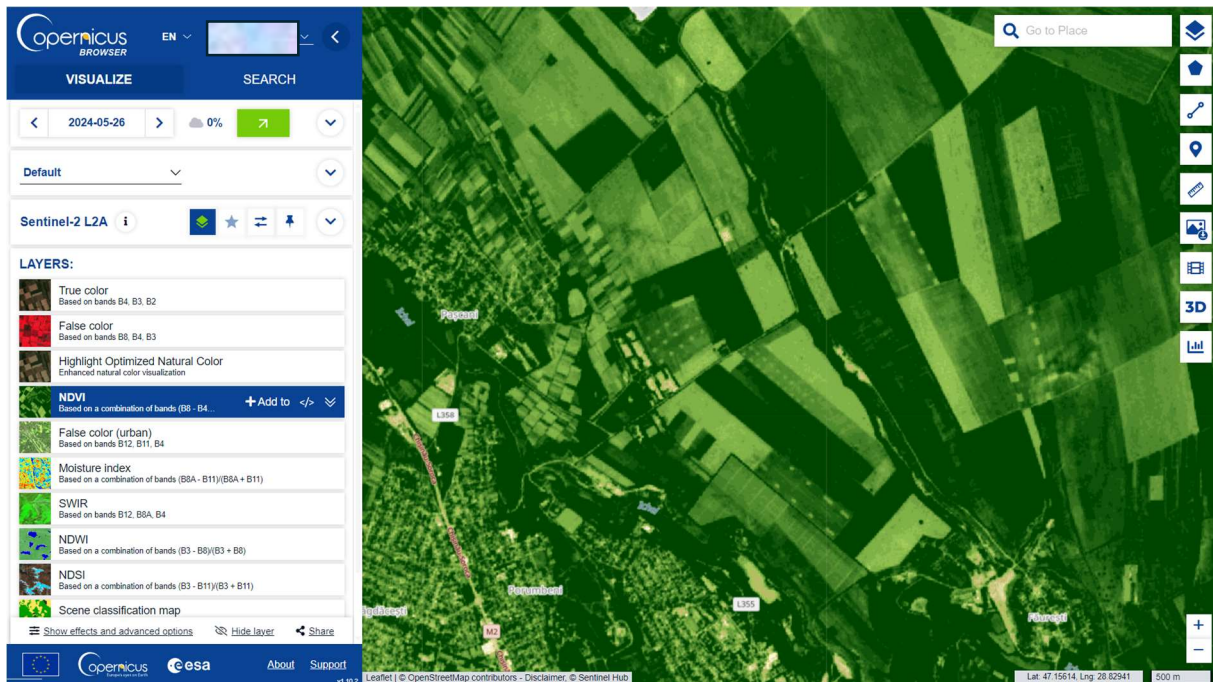 Copernicus
BROWSER
EN
VISUALIZE
SEARCH
2024-05-26
0%
Default
Sentinel-2 L2A
i
LAYERS:
True color
Based on bands B4, B3, B2
False color
Based on bands B8, B4, B3
Highlight Optimized Natural Color
Enhanced natural color visualization
NDVI
Based on a combination of bands (B8 - B4...
+ Add to </>
False color (urban)
Based on bands B12, B11, B4
Moisture index
Based on a combination of bands (B8A - B11)/(B8A + B11)
SWIR
Based on bands B12, B8A, B4
NDWI
Based on a combination of bands (B3 - B8)/(B3 + B8)
NDSI
Based on a combination of bands (B3 - B11)/(B3 + B11)
Scene classification map
Show effects and advanced options
Hide layer
Share
Copernicus
Europe's eyes on Earth
esa
About
Support
Go to Place
3D
Pașcani
Ichel
L358
Ichel
Porumbeni
L355
M2
Făurești
+
−
Leaflet | © OpenStreetMap contributors - Disclaimer, © Sentinel Hub
Lat: 47.15614, Lng: 28.82941
500 m